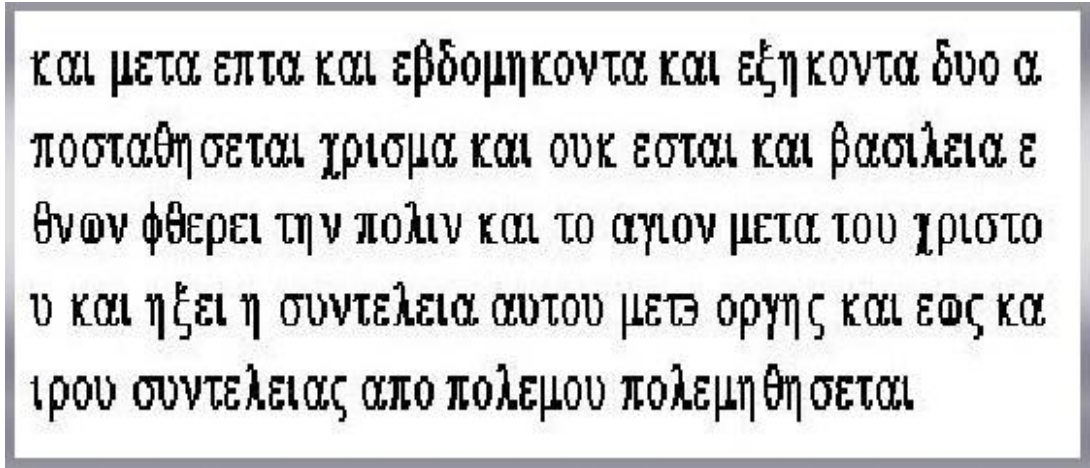 και μετα επτα και εβδομηκοντα και εξηκοντα δυο α
ποσταθησεται χρισμα και ουκ εσται και βασιλεια ε
θνων φθερει την πολιν και το αγιον μετα του χριστο
υ και ηξει η συντελεια αυτου μετ϶ οργης και εως κα
ιρου συντελειας απο πολεμου πολεμηθησεται